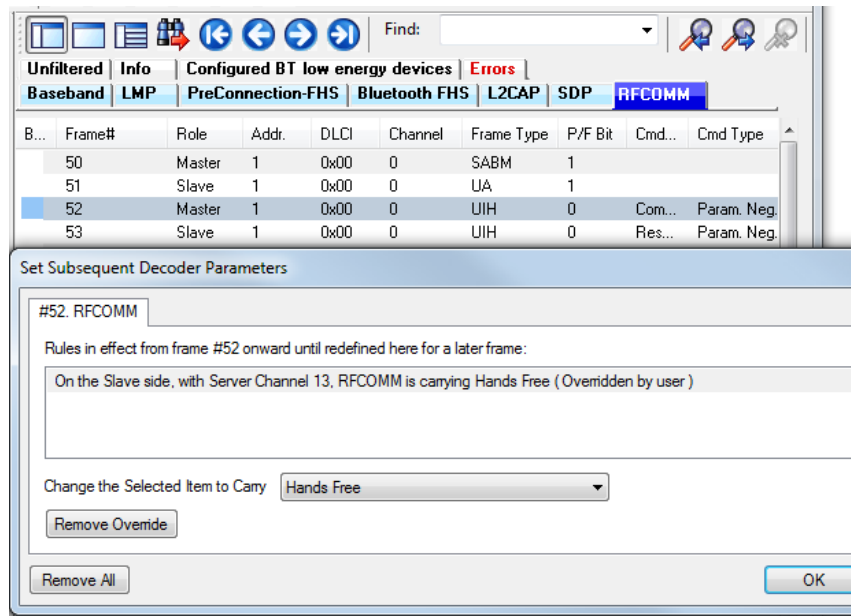 Find:
Unfiltered Info Configured BT low energy devices Errors
Baseband LMP PreConnection-FHS Bluetooth FHS L2CAP SDP RFCOMM
B... Frame# Role Addr. DLCI Channel Frame Type P/F Bit Cmd... Cmd Type
50 Master 1 0x00 0 SABM 1
51 Slave 1 0x00 0 UA 1
52 Master 1 0x00 0 UIH 0 Com... Param. Neg.
53 Slave 1 0x00 0 UIH 0 Res... Param. Neg.
Set Subsequent Decoder Parameters
#52. RFCOMM
Rules in effect from frame #52 onward until redefined here for a later frame:
On the Slave side, with Server Channel 13, RFCOMM is carrying Hands Free ( Overridden by user )
Change the Selected Item to Carry Hands Free
Remove Override
Remove All OK